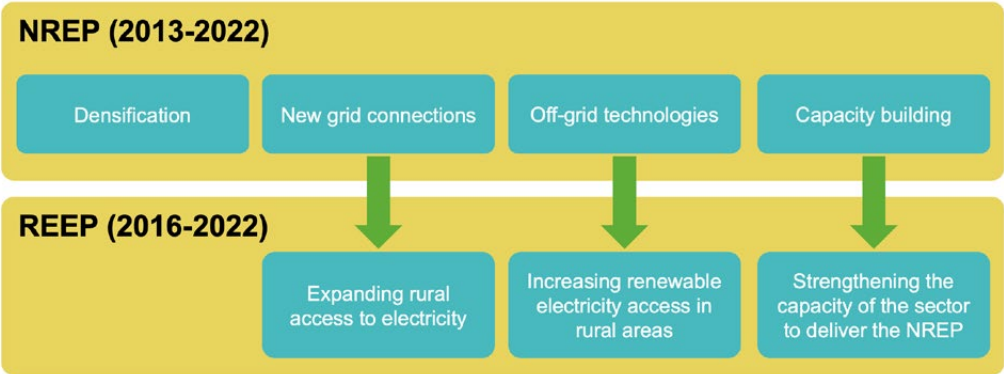 NREP (2013-2022)
Densification
New grid connections
Off-grid technologies
Capacity building
REEP (2016-2022)
Expanding rural
access to electricity
Increasing renewable
electricity access in
rural areas
Strengthening the
capacity of the sector
to deliver the NREP